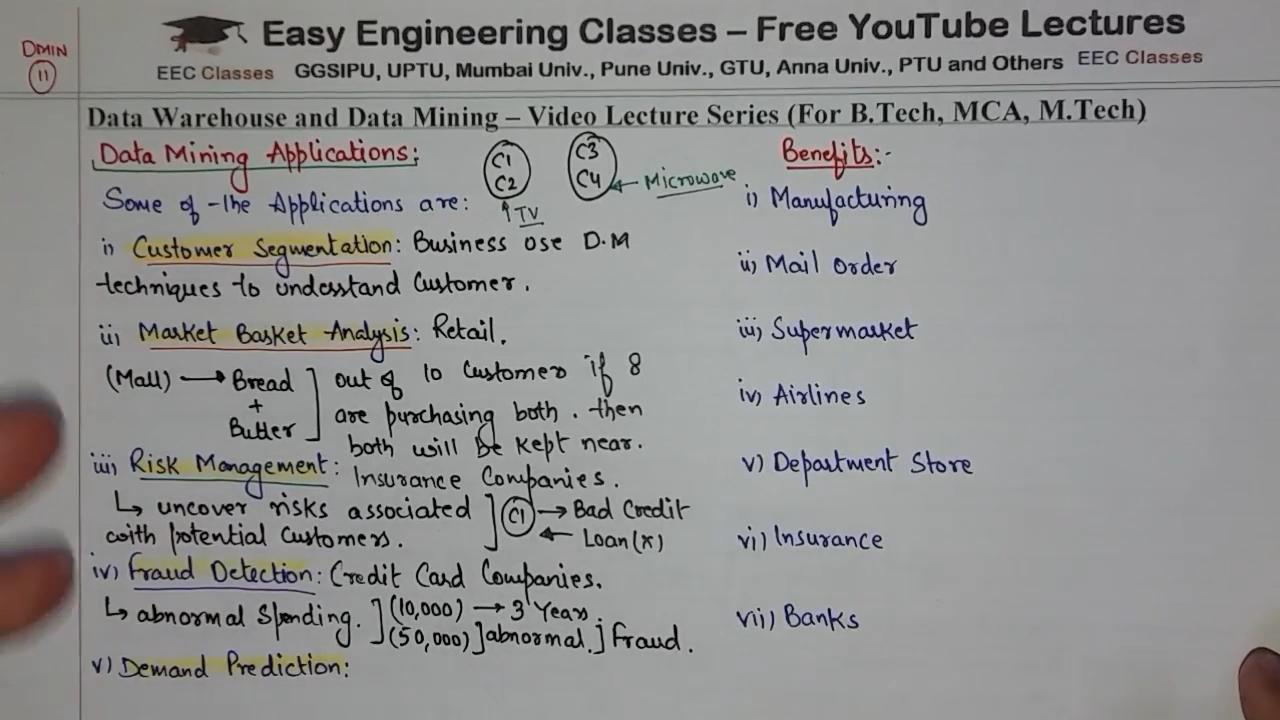 DMIN
11
Easy Engineering Classes – Free YouTube Lectures
EEC Classes GGSIPU, UPTU, Mumbai Univ., Pune Univ., GTU, Anna Univ., PTU and Others EEC Classes
Data Warehouse and Data Mining – Video Lecture Series (For B.Tech, MCA, M.Tech)
Data Mining Applications:
C1
C2
↑ TV
C3
C4 ← Microwave
Some of the Applications are:
i) Customer Segmentation: Business use D.M
techniques to understand Customer.
ii) Market Basket Analysis: Retail.
(Mall) → Bread
+
Butter
out of 10 Customer if 8
are purchasing both. then
both will be kept near.
iii) Risk Management: Insurance Companies.
↳ uncover risks associated
with potential Customers.
C1 → Bad Credit
← Loan(x)
iv) Fraud Detection: Credit Card Companies.
↳ abnormal Spending. ] (10,000) → 3 Years.
(50,000) ] abnormal. ] fraud.
v) Demand Prediction:
Benefits:-
i) Manufacturing
ii) Mail Order
iii) Supermarket
iv) Airlines
v) Department Store
vi) Insurance
vii) Banks